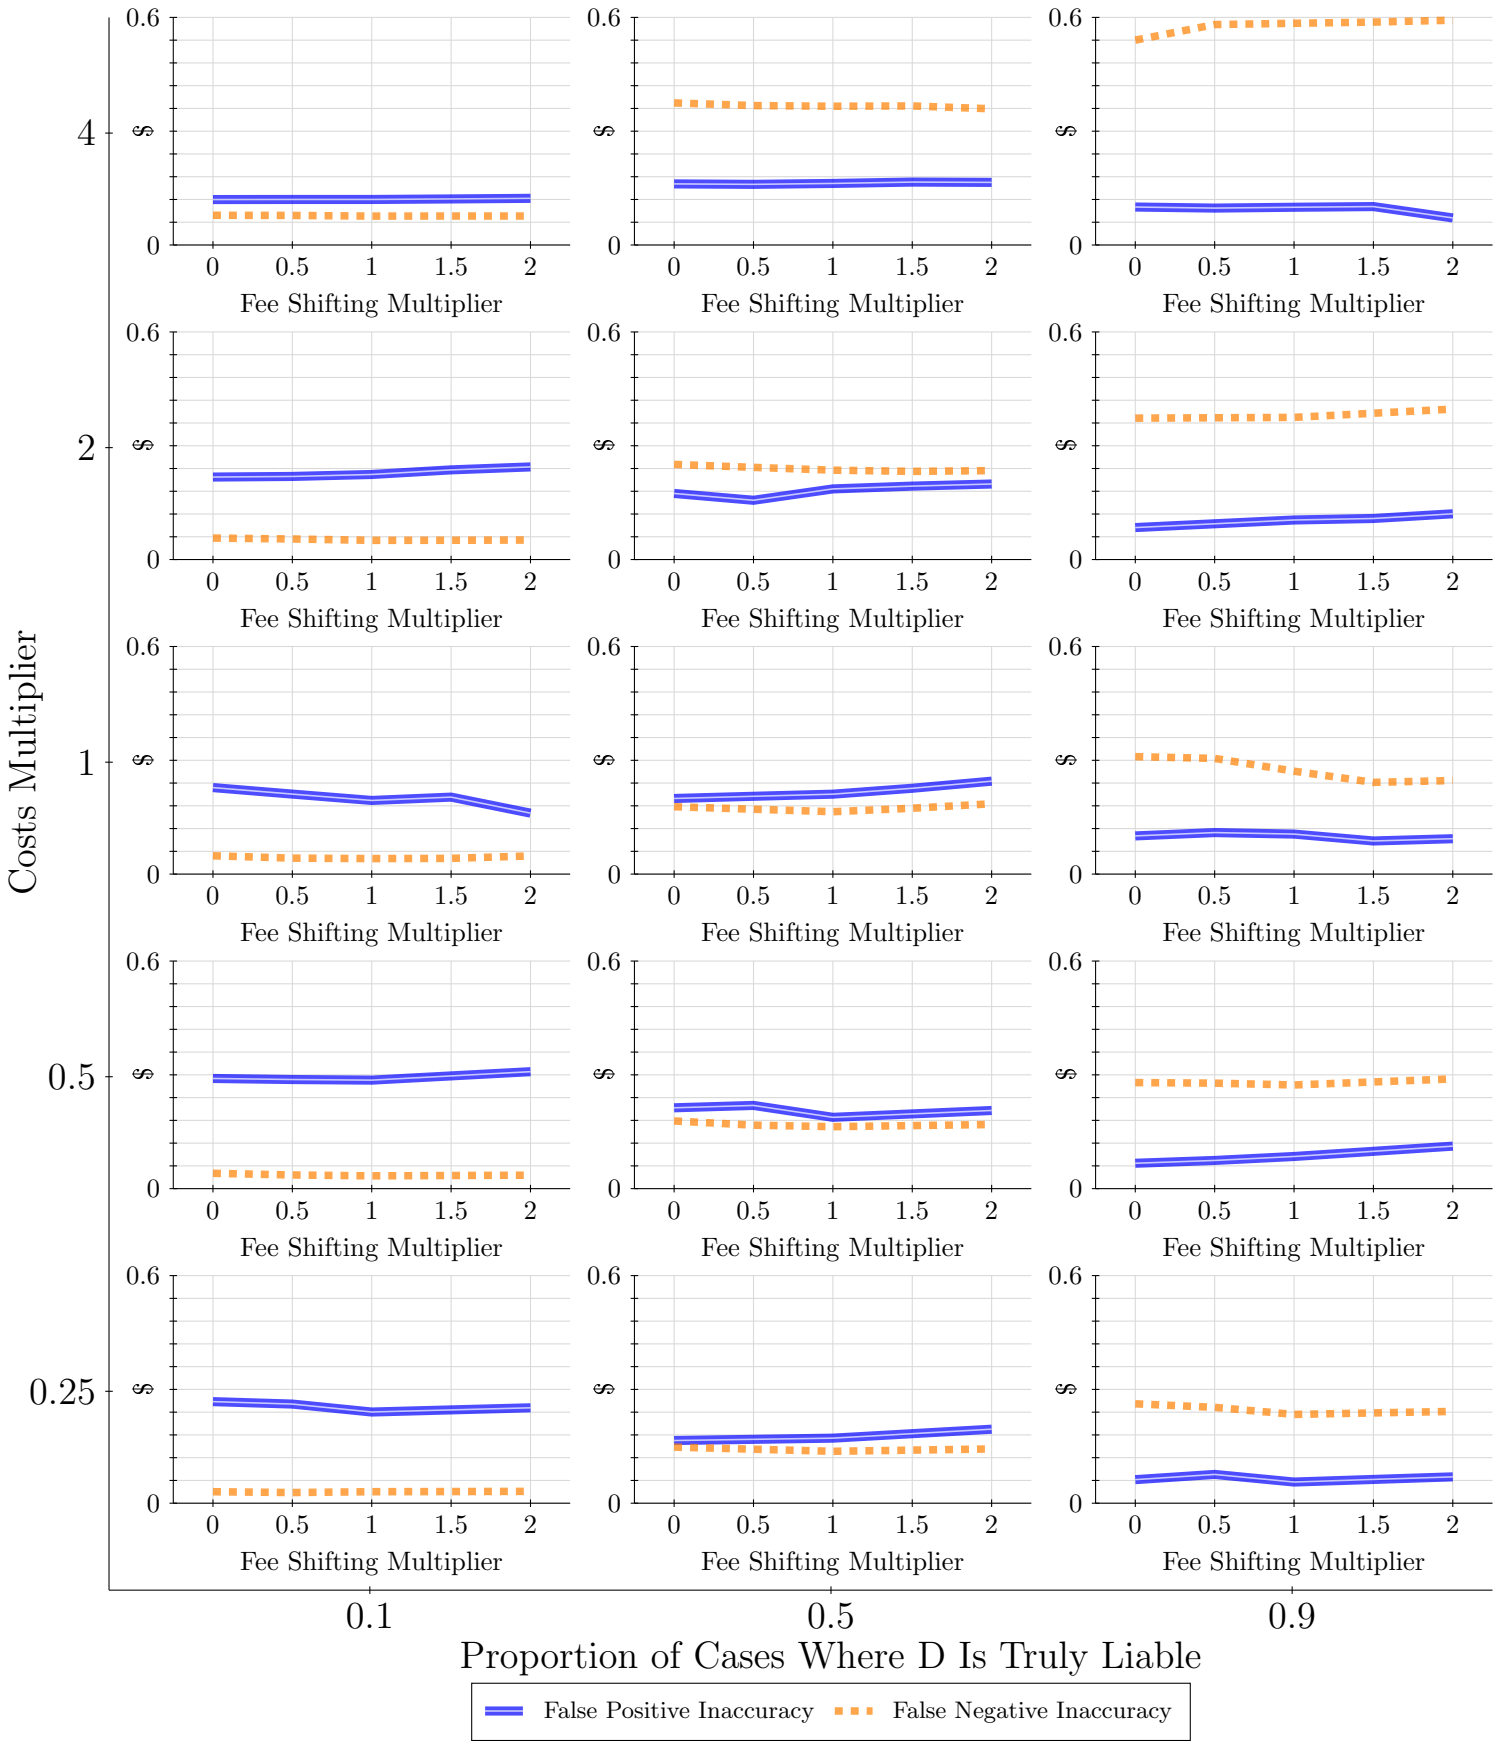 0.6 0.6 0.6
4 $ $ $
0 0 0
0 0.5 1 1.5 2 0 0.5 1 1.5 2 0 0.5 1 1.5 2
Fee Shifting Multiplier Fee Shifting Multiplier Fee Shifting Multiplier
0.6 0.6 0.6
2 $ $ $
0 0 0
0 0.5 1 1.5 2 0 0.5 1 1.5 2 0 0.5 1 1.5 2
Fee Shifting Multiplier Fee Shifting Multiplier Fee Shifting Multiplier
Costs Multiplier
0.6 0.6 0.6
1 $ $ $
0 0 0
0 0.5 1 1.5 2 0 0.5 1 1.5 2 0 0.5 1 1.5 2
Fee Shifting Multiplier Fee Shifting Multiplier Fee Shifting Multiplier
0.6 0.6 0.6
0.5 $ $ $
0 0 0
0 0.5 1 1.5 2 0 0.5 1 1.5 2 0 0.5 1 1.5 2
Fee Shifting Multiplier Fee Shifting Multiplier Fee Shifting Multiplier
0.6 0.6 0.6
0.25 $ $ $
0 0 0
0 0.5 1 1.5 2 0 0.5 1 1.5 2 0 0.5 1 1.5 2
Fee Shifting Multiplier Fee Shifting Multiplier Fee Shifting Multiplier
0.1 0.5 0.9
Proportion of Cases Where D Is Truly Liable
False Positive Inaccuracy False Negative Inaccuracy